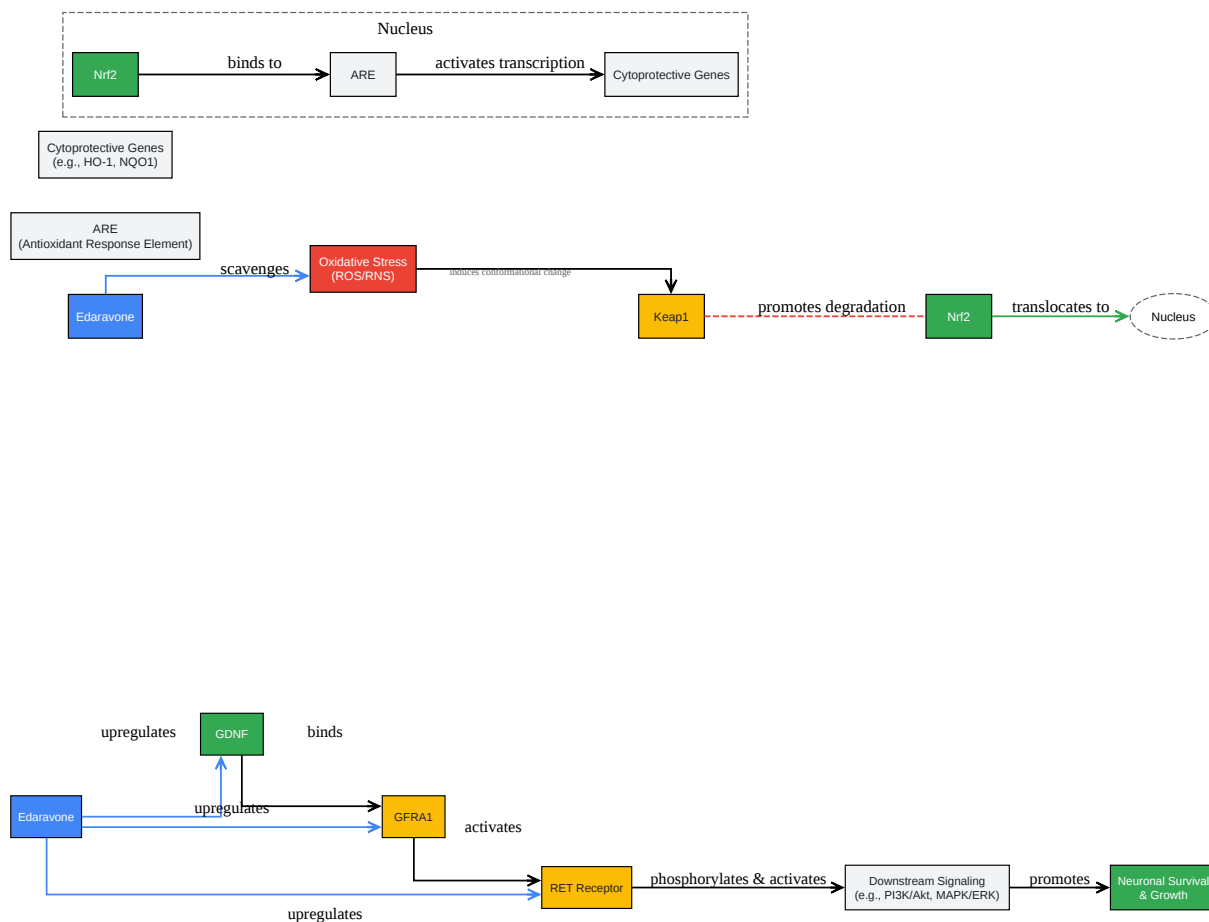 Nucleus
Nrf2
binds to
ARE
activates transcription
Cytoprotective Genes
Cytoprotective Genes
(e.g., HO-1, NQO1)
ARE
(Antioxidant Response Element)
scavenges
Oxidative Stress
(ROS/RNS)
induces conformational change
Edaravone
Keap1
promotes degradation
Nrf2
translocates to
Nucleus
upregulates
GDNF
binds
Edaravone
upregulates
GFRA1
activates
upregulates
RET Receptor
phosphorylates & activates
Downstream Signaling
(e.g., PI3K/Akt, MAPK/ERK)
promotes
Neuronal Survival
& Growth